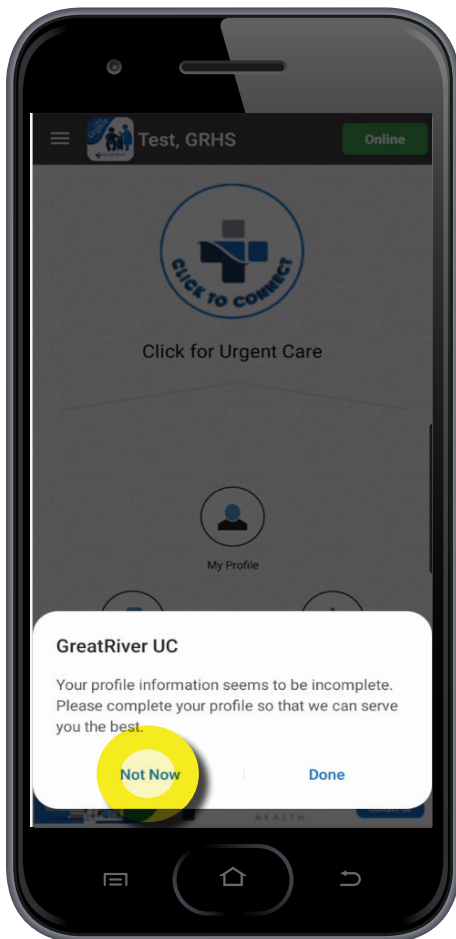 Test, GRHS
Online
CLICK TO CONNECT
Click for Urgent Care
My Profile
GreatRiver UC
Your profile information seems to be incomplete.
Please complete your profile so that we can serve
you the best.
Not Now
Done
HEALTH